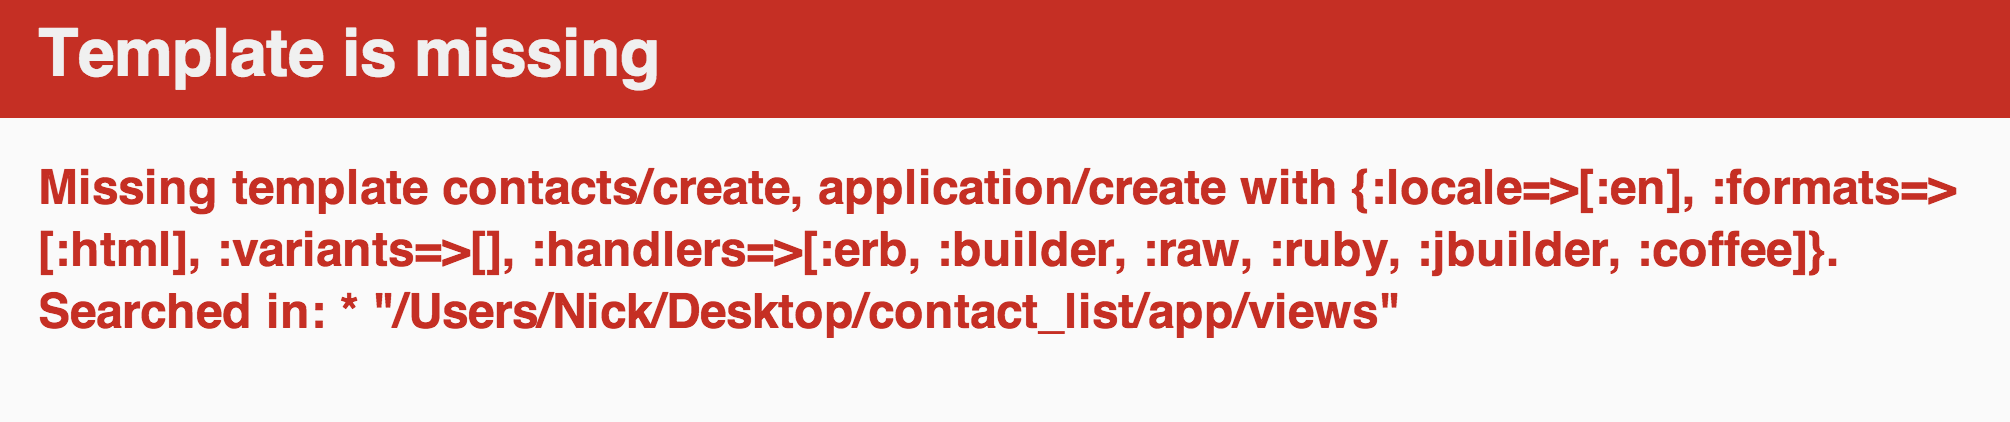 Template is missing
Missing template contacts/create, application/create with {:locale=>[:en], :formats=>
[:html], :variants=>[], :handlers=>[:erb, :builder, :raw, :ruby, :jbuilder, :coffee]}.
Searched in: * "/Users/Nick/Desktop/contact_list/app/views"